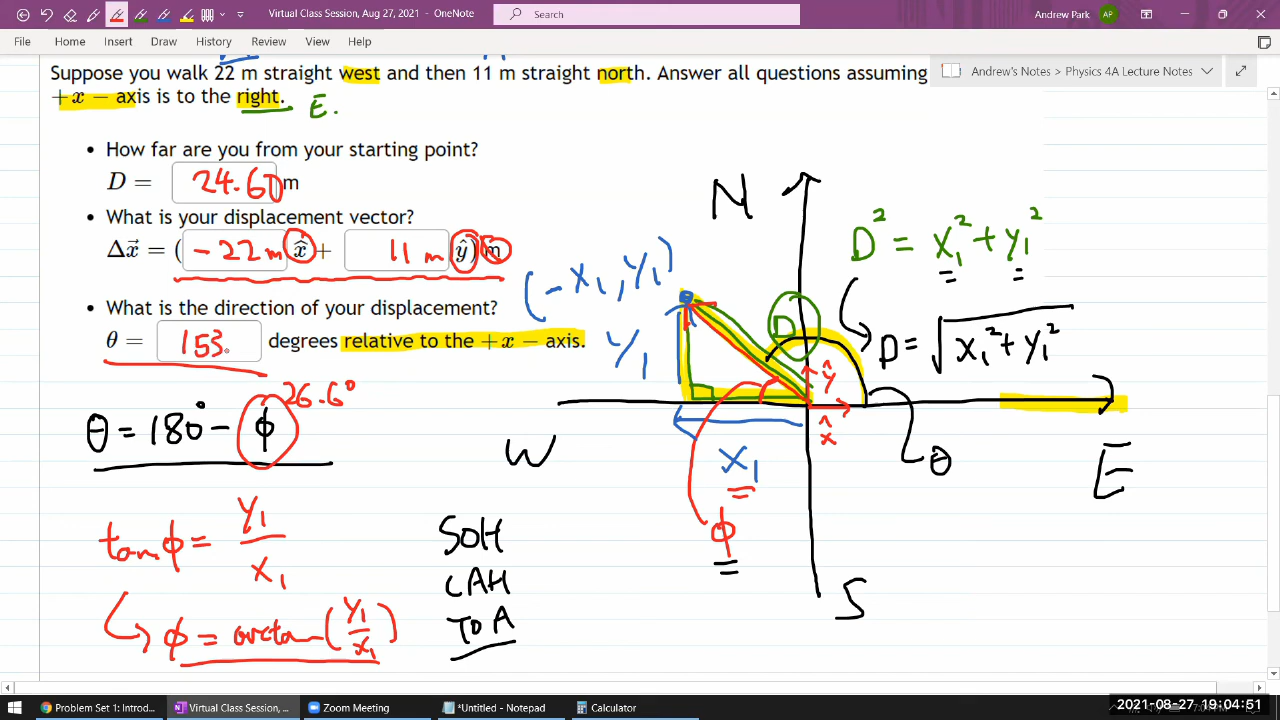 Virtual Class Session, Aug 27, 2021 - OneNote
Search
Andrew Park
AP
File Home Insert Draw History Review View Help
Suppose you walk 22 m straight west and then 11 m straight north. Answer all questions assuming
Andrew's Notes > Physics 4A Lecture Notes
+x − axis is to the right.
E.
• How far are you from your starting point?
D = 24.60 m
• What is your displacement vector?
Δx⃗ = ( −22 m x̂ + 11 m ŷ) m
• What is the direction of your displacement?
θ = 153. degrees relative to the +x − axis.
26.6°
θ = 180° − ϕ
tan ϕ = y₁/x₁
ϕ = arctan (y₁/x₁)
SOH
CAH
TOA
N
D² = x₁² + y₁²
(−x₁, y₁)
D
y₁
D = √x₁² + y₁²
ŷ
x̂
W
x₁
θ
E
ϕ
S
Problem Set 1: Introd...
Virtual Class Session,...
Zoom Meeting
*Untitled - Notepad
Calculator
2021-08-27 19:04:51